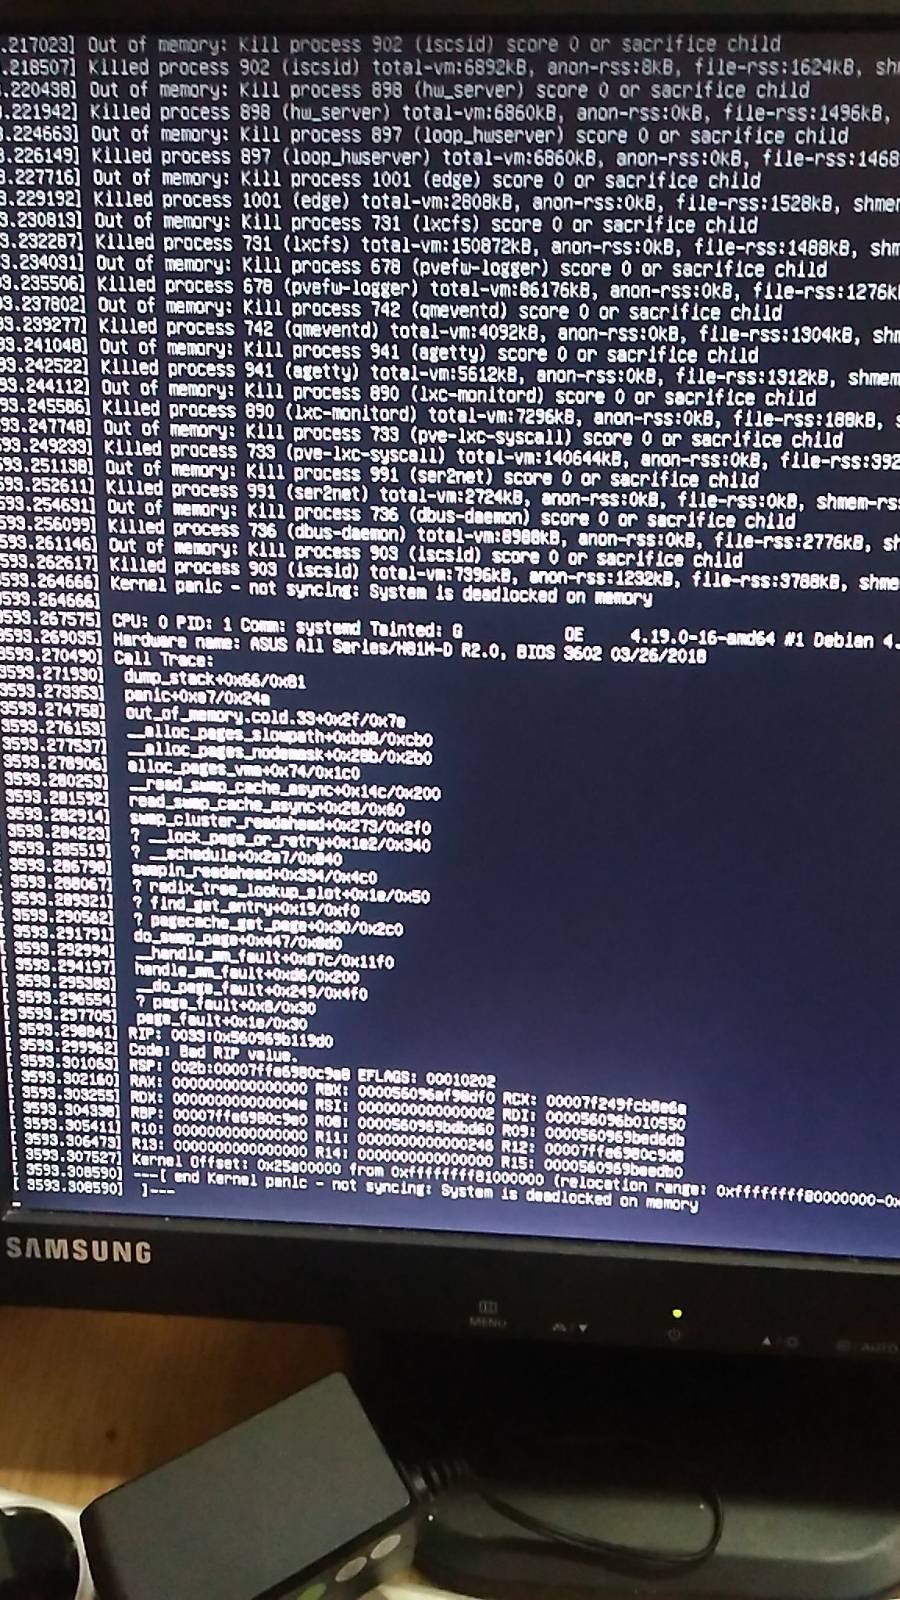 .217023] Out of memory: Kill process 902 (iscsid) score 0 or sacrifice child
.218507] Killed process 902 (iscsid) total-vm:6892kB, anon-rss:8kB, file-rss:1624kB, shm
.220438] Out of memory: Kill process 898 (hw_server) score 0 or sacrifice child
.221942] Killed process 898 (hw_server) total-vm:6860kB, anon-rss:0kB, file-rss:1496kB,
.224663] Out of memory: Kill process 897 (loop_hwserver) score 0 or sacrifice child
3.226149] Killed process 897 (loop_hwserver) total-vm:6860kB, anon-rss:0kB, file-rss:1468
3.227716] Out of memory: Kill process 1001 (edge) score 0 or sacrifice child
3.229192] Killed process 1001 (edge) total-vm:2808kB, anon-rss:0kB, file-rss:1528kB, shmem
3.230813] Out of memory: Kill process 731 (lxcfs) score 0 or sacrifice child
3.232287] Killed process 731 (lxcfs) total-vm:150872kB, anon-rss:0kB, file-rss:1488kB, shm
3.234031] Out of memory: Kill process 678 (pvefw-logger) score 0 or sacrifice child
93.235506] Killed process 678 (pvefw-logger) total-vm:86176kB, anon-rss:0kB, file-rss:1276k
93.237802] Out of memory: Kill process 742 (qmeventd) score 0 or sacrifice child
93.239277] Killed process 742 (qmeventd) total-vm:4092kB, anon-rss:0kB, file-rss:1304kB, shm
93.241048] Out of memory: Kill process 941 (agetty) score 0 or sacrifice child
93.242522] Killed process 941 (agetty) total-vm:5612kB, anon-rss:0kB, file-rss:1312kB, shmem
93.244112] Out of memory: Kill process 890 (lxc-monitord) score 0 or sacrifice child
593.245586] Killed process 890 (lxc-monitord) total-vm:7296kB, anon-rss:0kB, file-rss:188kB, s
593.247748] Out of memory: Kill process 733 (pve-lxc-syscall) score 0 or sacrifice child
593.249233] Killed process 733 (pve-lxc-syscall) total-vm:140644kB, anon-rss:0kB, file-rss:392
593.251138] Out of memory: Kill process 991 (ser2net) score 0 or sacrifice child
593.252611] Killed process 991 (ser2net) total-vm:2724kB, anon-rss:0kB, file-rss:0kB, shmem-rs
593.254631] Out of memory: Kill process 736 (dbus-daemon) score 0 or sacrifice child
593.256099] Killed process 736 (dbus-daemon) total-vm:8988kB, anon-rss:0kB, file-rss:2776kB, sh
593.261146] Out of memory: Kill process 903 (iscsid) score 0 or sacrifice child
593.262617] Killed process 903 (iscsid) total-vm:7396kB, anon-rss:1232kB, file-rss:3788kB, shme
593.264666] Kernel panic - not syncing: System is deadlocked on memory
3593.264666]
3593.267575] CPU: 0 PID: 1 Comm: systemd Tainted: G OE 4.19.0-16-amd64 #1 Debian 4.
3593.269035] Hardware name: ASUS All Series/H81M-D R2.0, BIOS 3602 03/26/2018
3593.270490] Call Trace:
3593.271930] dump_stack+0x66/0x81
3593.273353] panic+0xe7/0x24a
3593.274758] out_of_memory.cold.33+0x2f/0x7e
3593.276153] __alloc_pages_slowpath+0xbd8/0xcb0
3593.277537] __alloc_pages_nodemask+0x28b/0x2b0
3593.278906] alloc_pages_vma+0x74/0x1c0
3593.280253] __read_swap_cache_async+0x14c/0x200
3593.281592] read_swap_cache_async+0x28/0x60
3593.282914] swap_cluster_readahead+0x273/0x2f0
3593.284223] ? __lock_page_or_retry+0x1e2/0x340
3593.285519] ? __schedule+0x2a7/0x840
3593.286796] swapin_readahead+0x334/0x4c0
3593.288067] ? radix_tree_lookup_slot+0x1e/0x50
3593.289321] ? find_get_entry+0x19/0xf0
3593.290562] ? pagecache_get_page+0x30/0x2c0
3593.291791] do_swap_page+0x447/0x8d0
[ 3593.292994] __handle_mm_fault+0x87c/0x11f0
[ 3593.294197] handle_mm_fault+0xd6/0x200
[ 3593.295383] __do_page_fault+0x249/0x4f0
[ 3593.296554] ? page_fault+0x8/0x30
[ 3593.297705] page_fault+0x1e/0x30
[ 3593.298841] RIP: 0033:0x560969b119d0
[ 3593.299962] Code: Bad RIP value.
[ 3593.301063] RSP: 002b:00007ffe6980c9a8 EFLAGS: 00010202
[ 3593.302160] RAX: 0000000000000000 RBX: 000056096af98df0 RCX: 00007f249fcb8e6a
[ 3593.303255] RDX: 000000000000004a RSI: 0000000000000002 RDI: 000056096b010550
[ 3593.304338] RBP: 00007ffe6980c9e0 R08: 0000560969bdbd60 R09: 0000560969bed6db
[ 3593.305411] R10: 0000000000000000 R11: 0000000000000246 R12: 00007ffe6980c9d8
[ 3593.306473] R13: 0000000000000000 R14: 0000000000000000 R15: 0000560969beedb0
[ 3593.307527] Kernel Offset: 0x25a00000 from 0xffffffff81000000 (relocation range: 0xffffffff80000000-0x
[ 3593.308590] ---[ end Kernel panic - not syncing: System is deadlocked on memory
[ 3593.308590] ]---
SAMSUNG
MENU
AUTO